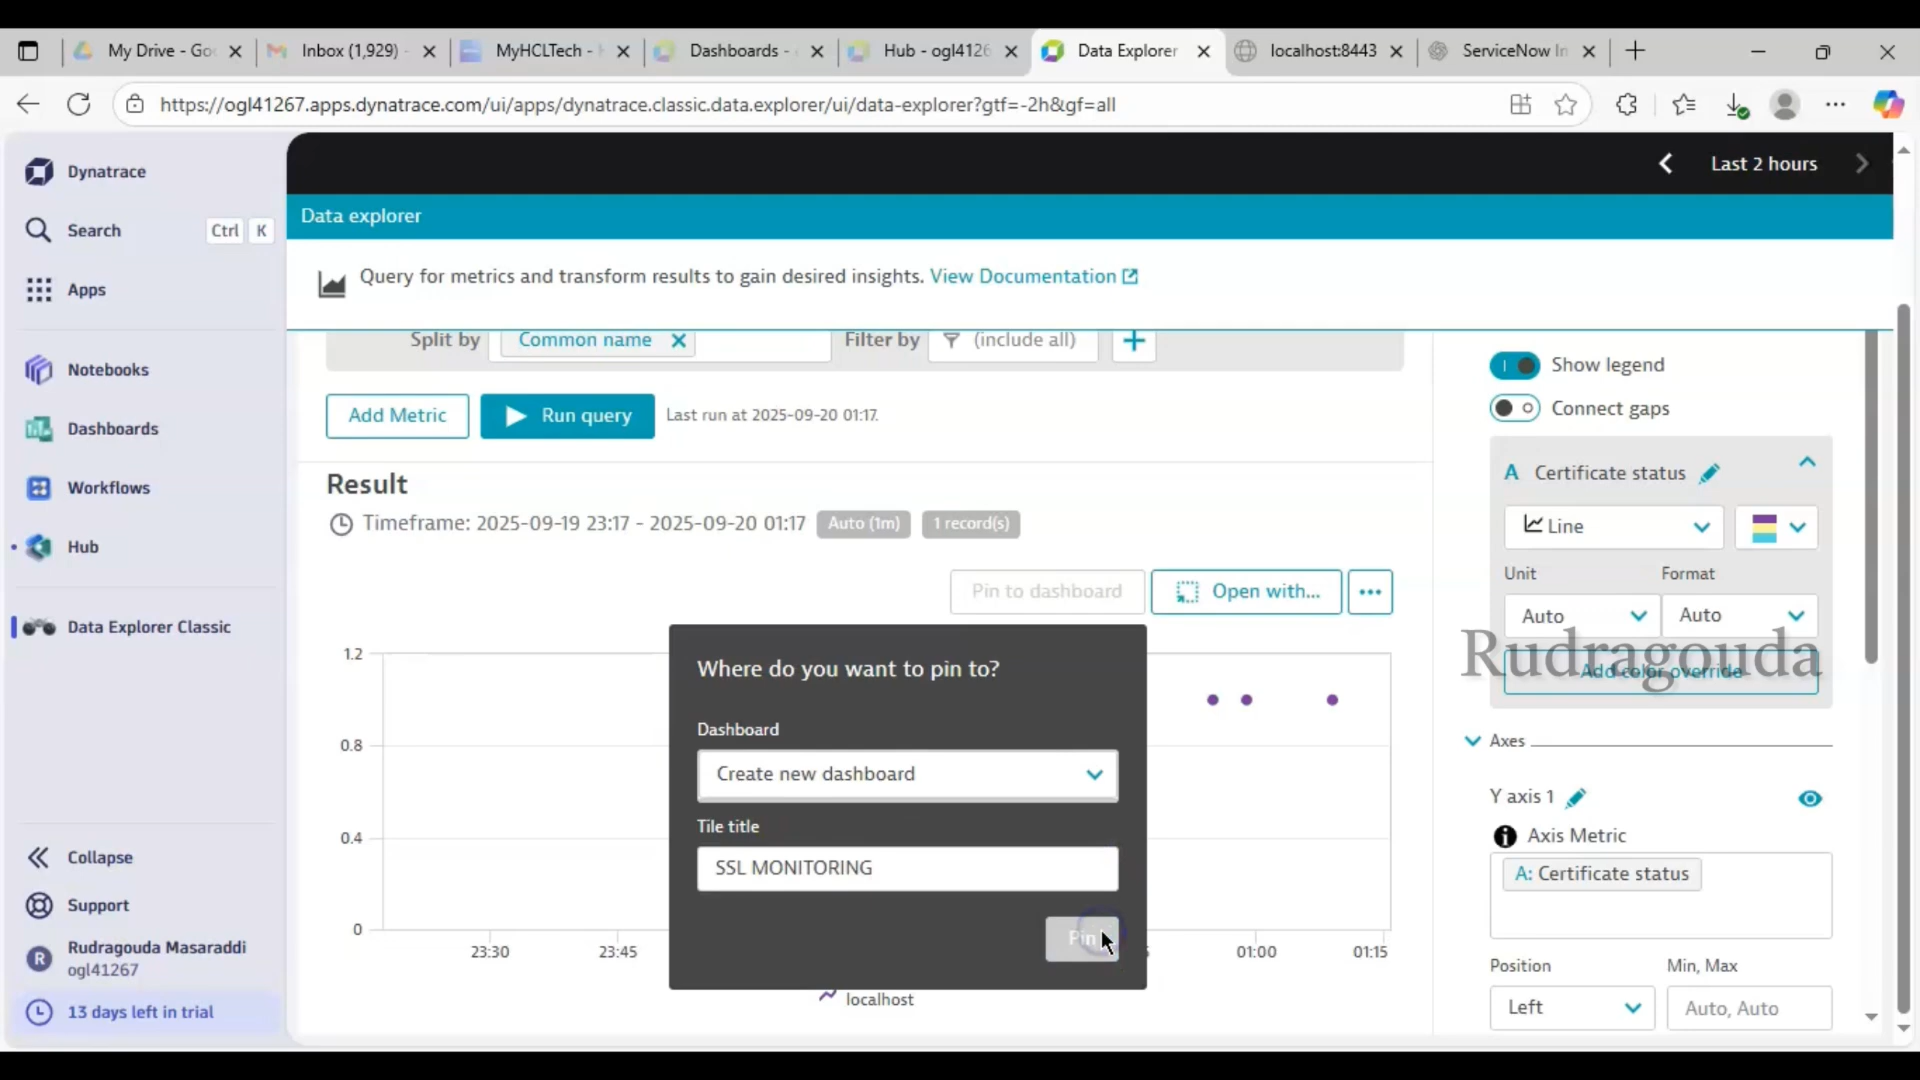 My Drive - Go
Inbox (1,929) -
MyHCLTech -
Dashboards -
Hub - ogl4126
Data Explorer
localhost:8443
ServiceNow In
https://ogl41267.apps.dynatrace.com/ui/apps/dynatrace.classic.data.explorer/ui/data-explorer?gtf=-2h&gf=all
Dynatrace
Search Ctrl K
Apps
Notebooks
Dashboards
Workflows
Hub
Data Explorer Classic
Collapse
Support
R Rudragouda Masaraddi
ogl41267
13 days left in trial
Last 2 hours
Data explorer
Query for metrics and transform results to gain desired insights. View Documentation
Split by Common name Filter by (include all)
Add Metric Run query Last run at 2025-09-20 01:17.
Result
Timeframe: 2025-09-19 23:17 - 2025-09-20 01:17 Auto (1m) 1 record(s)
Pin to dashboard Open with... ...
1.2
0.8
0.4
0
23:30 23:45 01:00 01:15
localhost
Where do you want to pin to?
Dashboard
Create new dashboard
Tile title
SSL MONITORING
Pin
Show legend
Connect gaps
A Certificate status
Line
Unit Format
Auto Auto
Add color override
Rudragouda
Axes
Y axis 1
Axis Metric
A: Certificate status
Position Min, Max
Left Auto, Auto